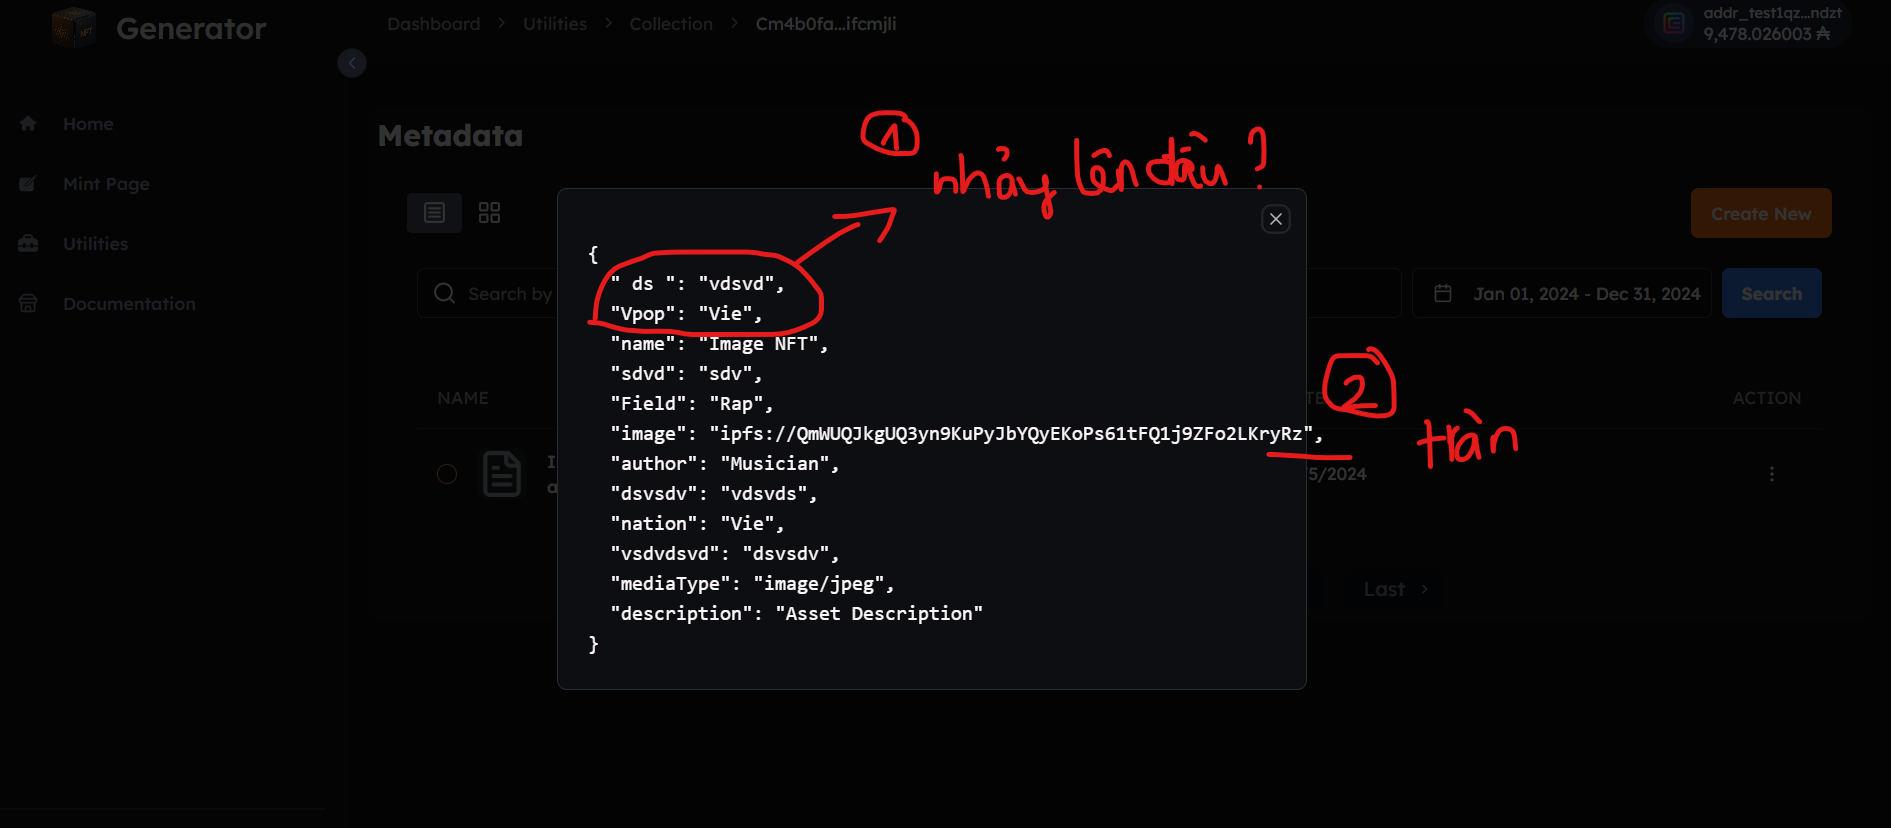 Generator
Dashboard > Utilities > Collection > Cm4b0fa...ifcmjli
addr_test1qz...ndzt
9,478.026003 ₳
Home
Mint Page
Utilities
Documentation
Metadata
1
nhảy lên đầu ?
Create New
Search by
Jan 01, 2024 - Dec 31, 2024
Search
{
" ds ": "vdsvd",
"Vpop": "Vie",
"name": "Image NFT",
"sdvd": "sdv",
"Field": "Rap",
"image": "ipfs://QmWUQJkgUQ3yn9KuPyJbYQyEKoPs61tFQ1j9ZFo2LKryRz",
"author": "Musician",
"dsvsdv": "vdsvds",
"nation": "Vie",
"vsdvdsvd": "dsvsdv",
"mediaType": "image/jpeg",
"description": "Asset Description"
}
2
tràn
NAME
TE
ACTION
I
a
5/2024
Last >